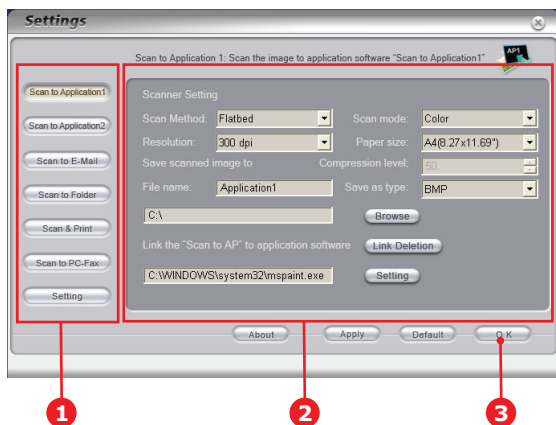 Settings
Scan to Application 1: Scan the image to application software "Scan to Application1"
AP1
Scan to Application1
Scan to Application2
Scan to E-Mail
Scan to Folder
Scan & Print
Scan to PC-Fax
Setting
Scanner Setting
Scan Method: Flatbed Scan mode: Color
Resolution: 300 dpi Paper size: A4(8.27x11.69")
Save scanned image to Compression level: 50
File name: Application1 Save as type: BMP
C:\ Browse
Link the "Scan to AP" to application software Link Deletion
C:\WINDOWS\system32\mspaint.exe Setting
About Apply Default OK
1 2 3